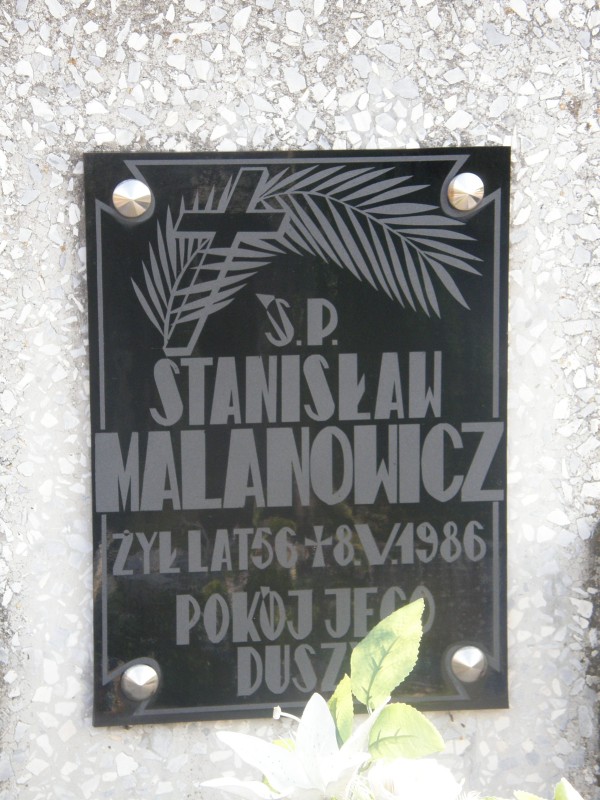 Ś.P.
STANISŁAW
MALANOWICZ
ŻYŁ LAT 56 ✝ 8.V.1986
POKÓJ JEGO
DUSZY